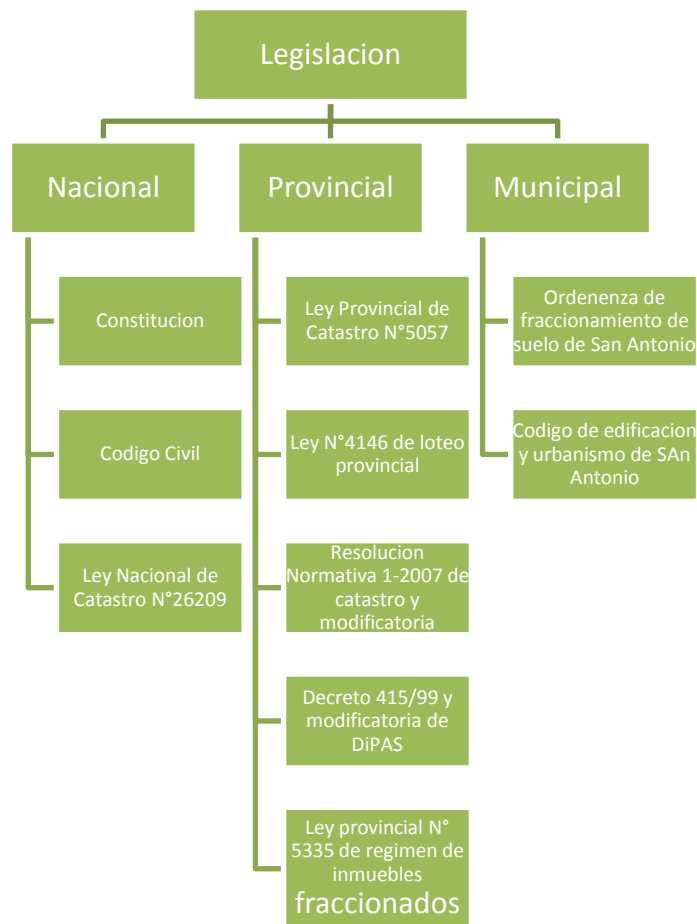 Legislacion
Nacional
Provincial
Municipal
Constitucion
Codigo Civil
Ley Nacional de
Catastro N°26209
Ley Provincial de
Catastro N°5057
Ley N°4146 de loteo
provincial
Resolucion
Normativa 1-2007 de
catastro y
modificatoria
Decreto 415/99 y
modificatoria de
DiPAS
Ley provincial N°
5335 de regimen de
inmuebles
fraccionados
Ordenenza de
fraccionamiento de
suelo de San Antonio
Codigo de edificacion
y urbanismo de SAn
Antonio